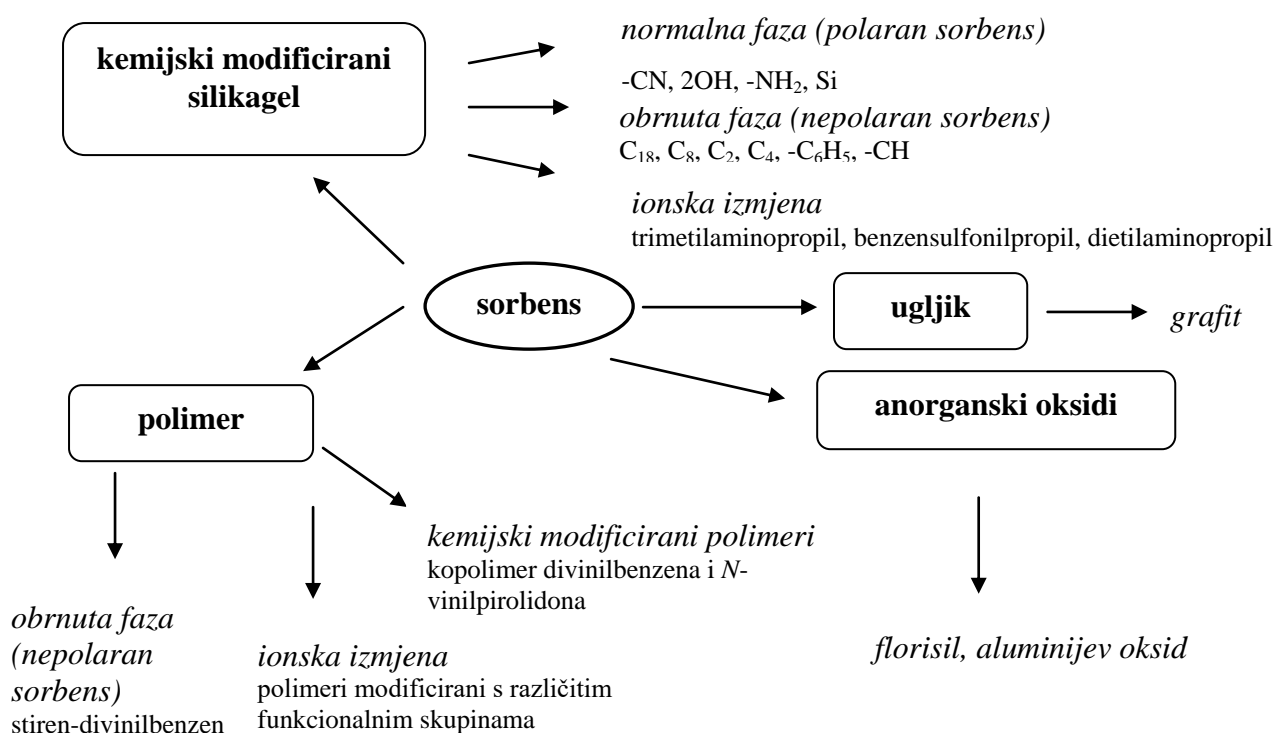 kemijski modificirani
silikagel
normalna faza (polaran sorbens)
-CN, 2OH, -NH₂, Si
obrnuta faza (nepolaran sorbens)
C₁₈, C₈, C₂, C₄, -C₆H₅, -CH
ionska izmjena
trimetilaminopropil, benzensulfonilpropil, dietilaminopropil
sorbens
ugljik
grafit
anorganski oksidi
florisil, aluminijev oksid
polimer
kemijski modificirani polimeri
kopolimer divinilbenzena i N-
vinilpirolidona
obrnuta faza
(nepolaran
sorbens)
stiren-divinilbenzen
ionska izmjena
polimeri modificirani s različitim
funkcionalnim skupinama